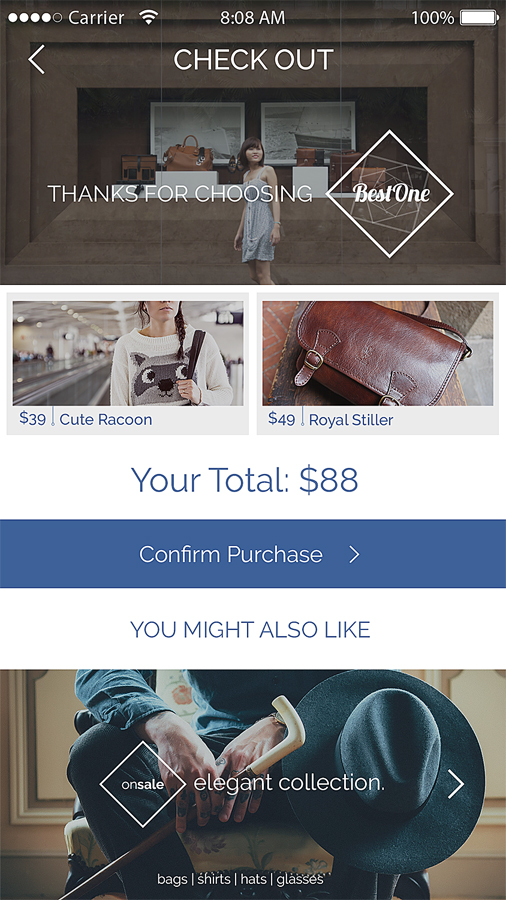 Carrier 8:08 AM 100%
CHECK OUT
THANKS FOR CHOOSING BestOne
$39 Cute Racoon
$49 Royal Stiller
Your Total: $88
Confirm Purchase
YOU MIGHT ALSO LIKE
onsale elegant collection.
bags | shirts | hats | glasses